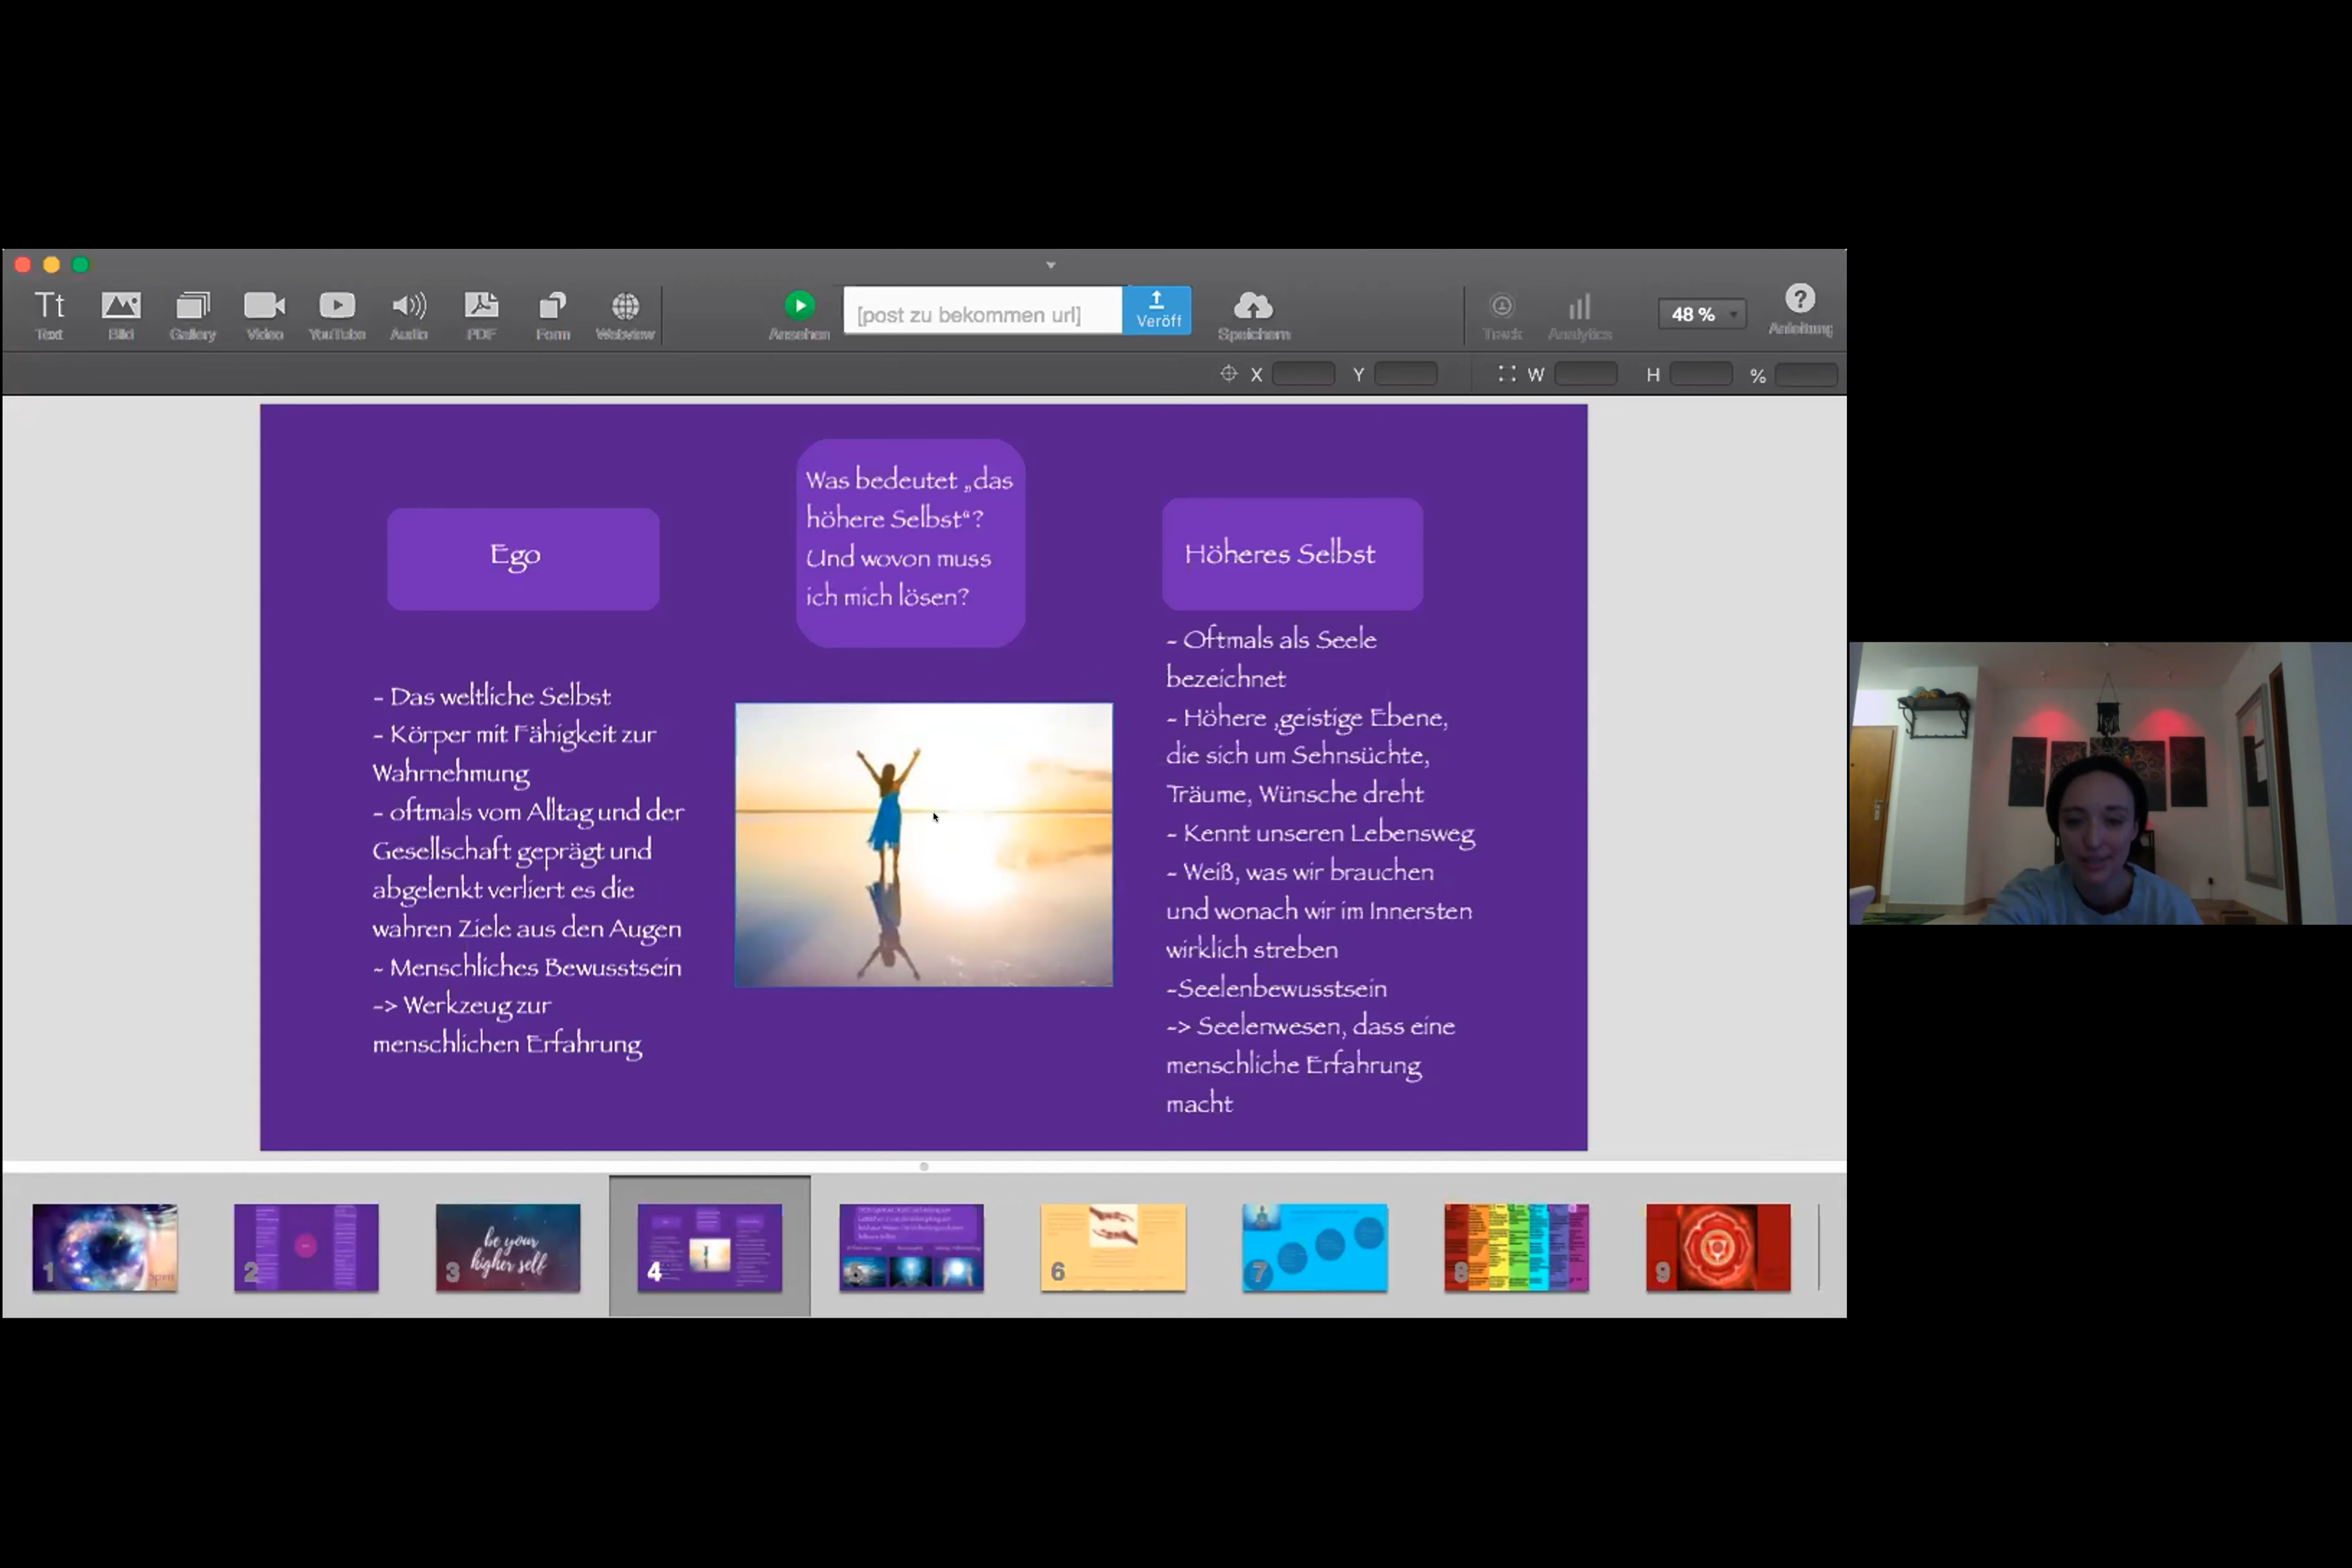 Tt
Text
Bild
Gallery
Video
YouTube
Audio
PDF
Form
Webview
Ansehen
[post zu bekommen url]
Veröff
Speichern
Track
Analytics
48 %
?
Anleitung
X
Y
W
H
%
Was bedeutet „das
höhere Selbst“?
Und wovon muss
ich mich lösen?
Ego
- Das weltliche Selbst
- Körper mit Fähigkeit zur
Wahrnehmung
- oftmals vom Alltag und der
Gesellschaft geprägt und
abgelenkt verliert es die
wahren Ziele aus den Augen
- Menschliches Bewusstsein
-> Werkzeug zur
menschlichen Erfahrung
Höheres Selbst
- Oftmals als Seele
bezeichnet
- Höhere ,geistige Ebene,
die sich um Sehnsüchte,
Träume, Wünsche dreht
- Kennt unseren Lebensweg
- Weiß, was wir brauchen
und wonach wir im Innersten
wirklich streben
-Seelenbewusstsein
-> Seelenwesen, dass eine
menschliche Erfahrung
macht
1
Spirit
2
3
be your
higher self
4
6
7
8
9